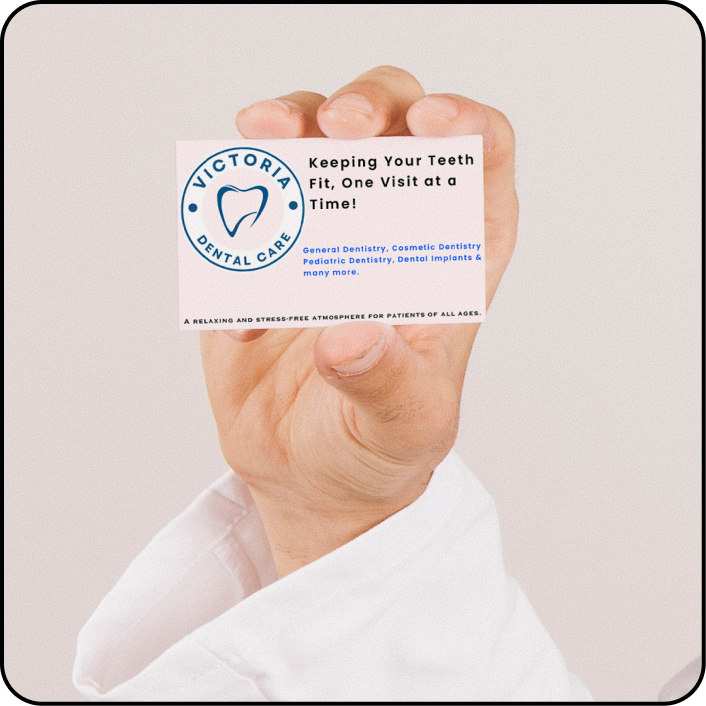 VICTORIA
DENTAL CARE
Keeping Your Teeth
Fit, One Visit at a
Time!
General Dentistry, Cosmetic Dentistry
Pediatric Dentistry, Dental Implants &
many more.
A RELAXING AND STRESS-FREE ATMOSPHERE FOR PATIENTS OF ALL AGES.